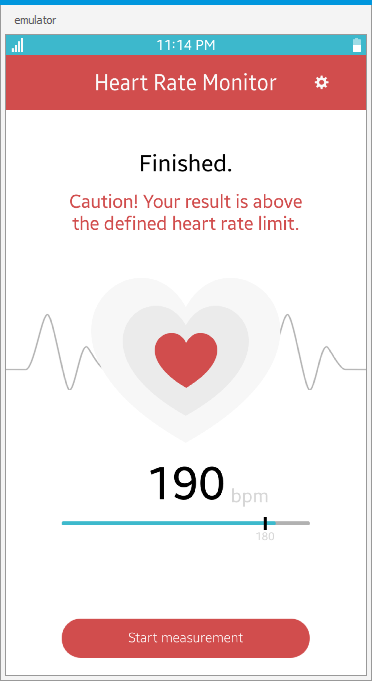 emulator
11:14 PM
Heart Rate Monitor
Finished.
Caution! Your result is above
the defined heart rate limit.
190 bpm
180
Start measurement